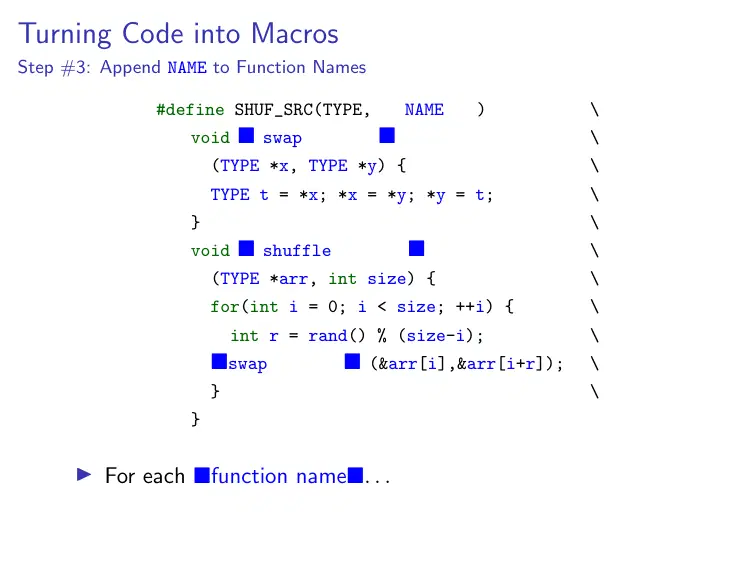 Turning Code into Macros
Step #3: Append NAME to Function Names
#define SHUF_SRC(TYPE, NAME ) \
void ■ swap ■ \
(TYPE *x, TYPE *y) { \
TYPE t = *x; *x = *y; *y = t; \
} \
void ■ shuffle ■ \
(TYPE *arr, int size) { \
for(int i = 0; i < size; ++i) { \
int r = rand() % (size-i); \
■swap ■ (&arr[i],&arr[i+r]); \
} \
}
▶ For each ■function name■...